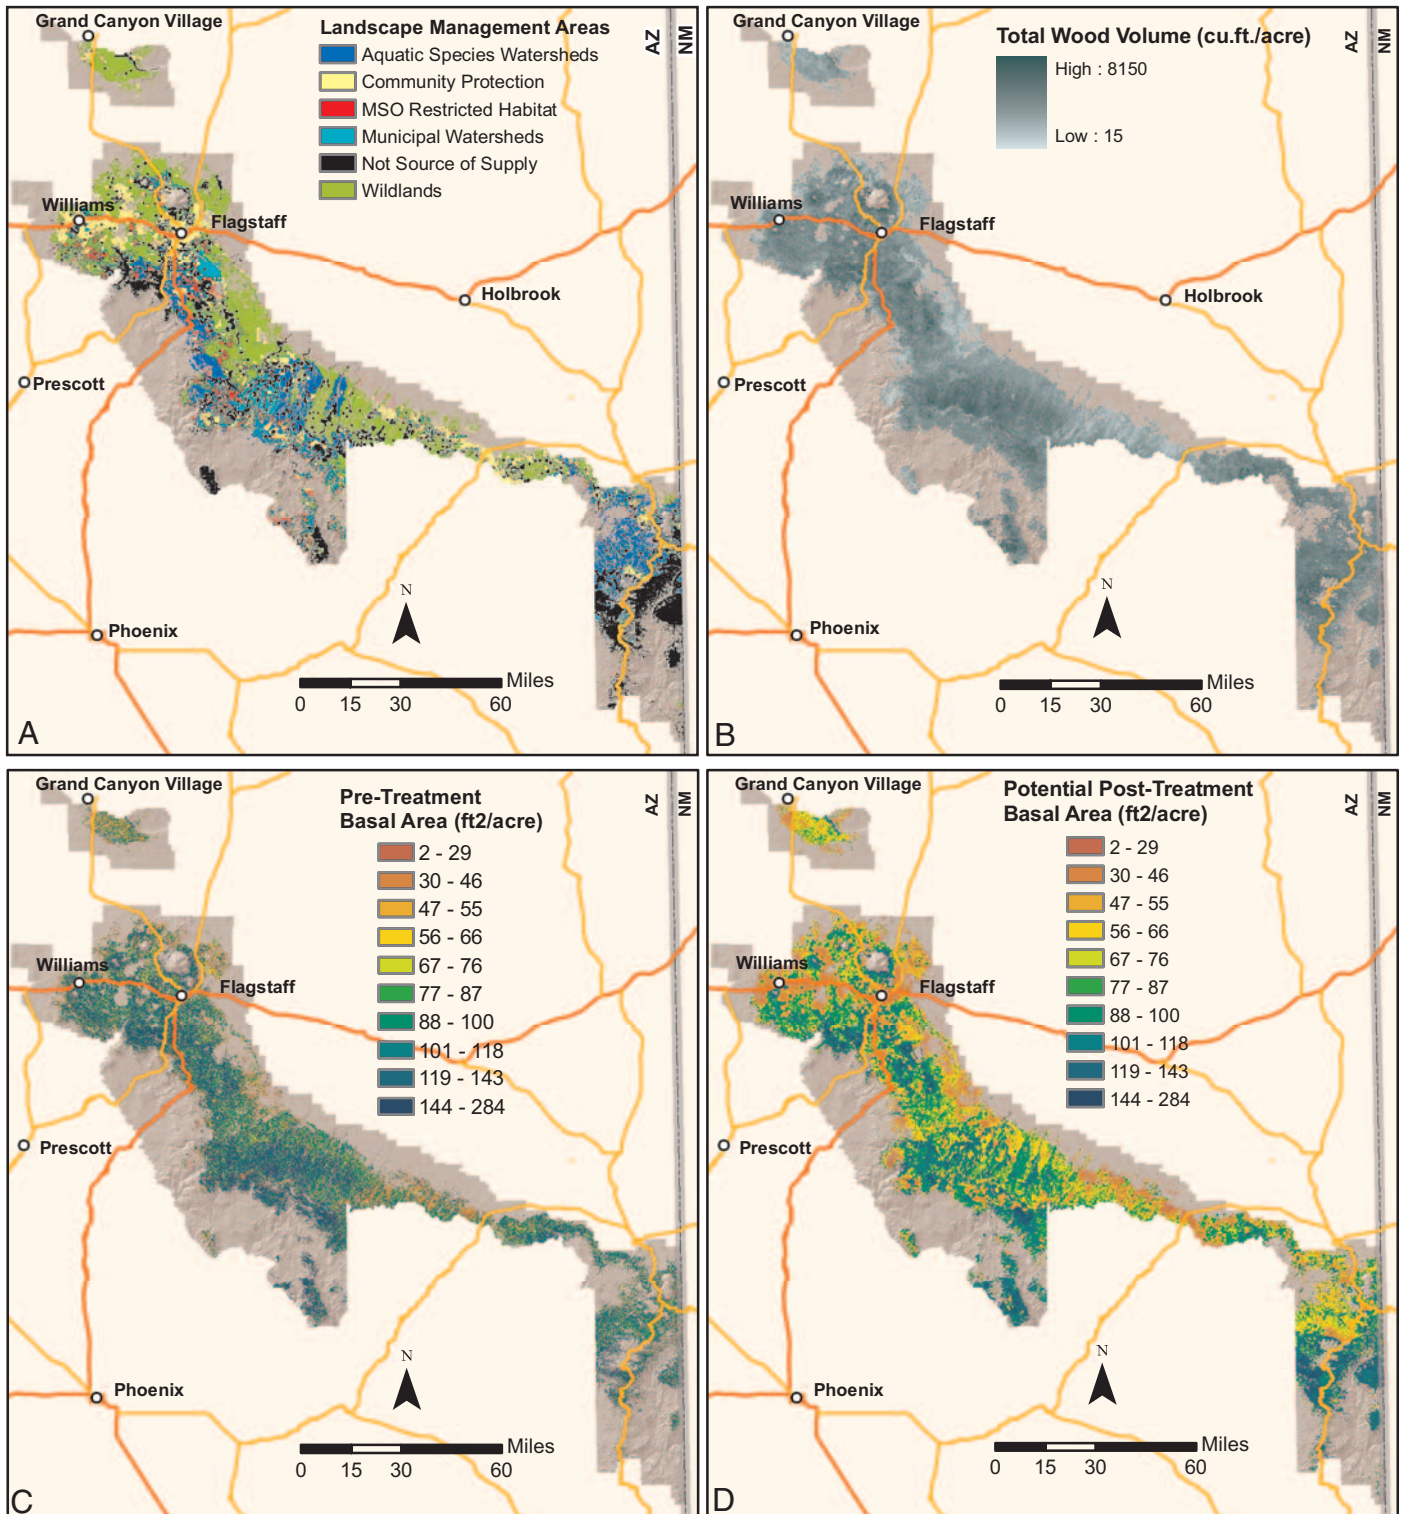 Grand Canyon Village
Landscape Management Areas
Aquatic Species Watersheds
Community Protection
MSO Restricted Habitat
Municipal Watersheds
Not Source of Supply
Wildlands
AZ
NM
Williams
Flagstaff
Holbrook
Prescott
Phoenix
N
Miles
0 15 30 60
A
Grand Canyon Village
Total Wood Volume (cu.ft./acre)
High : 8150
Low : 15
AZ
NM
Williams
Flagstaff
Holbrook
Prescott
Phoenix
N
Miles
0 15 30 60
B
Grand Canyon Village
Pre-Treatment
Basal Area (ft2/acre)
2 - 29
30 - 46
47 - 55
56 - 66
67 - 76
77 - 87
88 - 100
101 - 118
119 - 143
144 - 284
AZ
NM
Williams
Flagstaff
Prescott
Phoenix
N
Miles
0 15 30 60
C
Grand Canyon Village
Potential Post-Treatment
Basal Area (ft2/acre)
2 - 29
30 - 46
47 - 55
56 - 66
67 - 76
77 - 87
88 - 100
101 - 118
119 - 143
144 - 284
AZ
NM
Williams
Flagstaff
Prescott
Phoenix
N
Miles
0 15 30 60
D